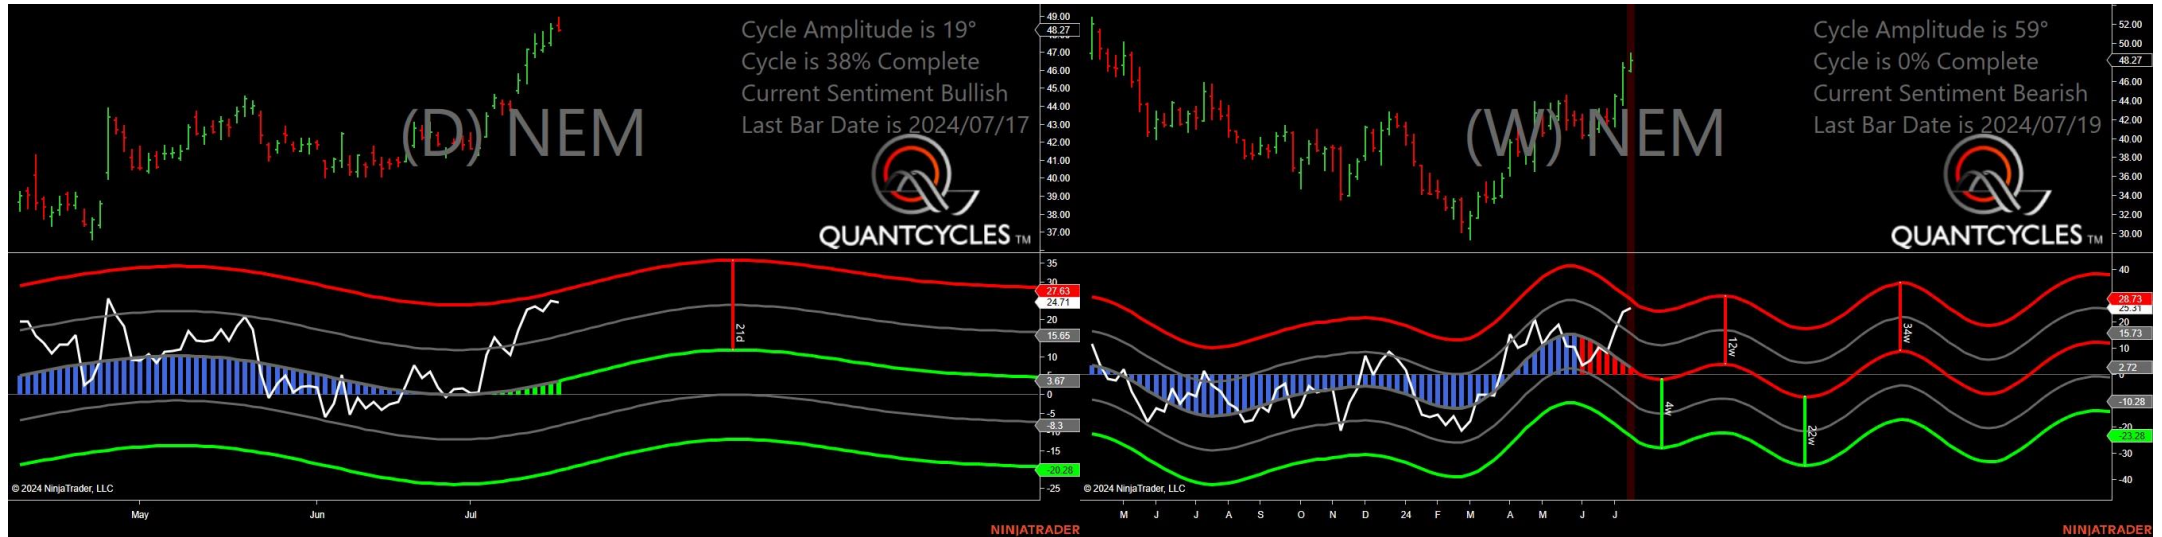 Cycle Amplitude is 19°
Cycle is 38% Complete
Current Sentiment Bullish
Last Bar Date is 2024/07/17
(D) NEM
QUANTCYCLES TM
49.00
48.27
47.00
46.00
45.00
44.00
43.00
42.00
41.00
40.00
39.00
38.00
37.00
35
30
27.63
24.71
20
15.65
10
3.67
0
-5
-8.3
-15
-20.28
-25
21d
© 2024 NinjaTrader, LLC
May Jun Jul
NINJATRADER
Cycle Amplitude is 59°
Cycle is 0% Complete
Current Sentiment Bearish
Last Bar Date is 2024/07/19
(W) NEM
QUANTCYCLES TM
52.00
50.00
48.27
46.00
44.00
42.00
40.00
38.00
36.00
34.00
32.00
30.00
40
28.73
25.31
20
15.73
10
2.72
-10.28
-20
-23.28
-30
-40
4w
12w
22w
34w
© 2024 NinjaTrader, LLC
M J J A S O N D 24 F M A M J J
NINJATRADER